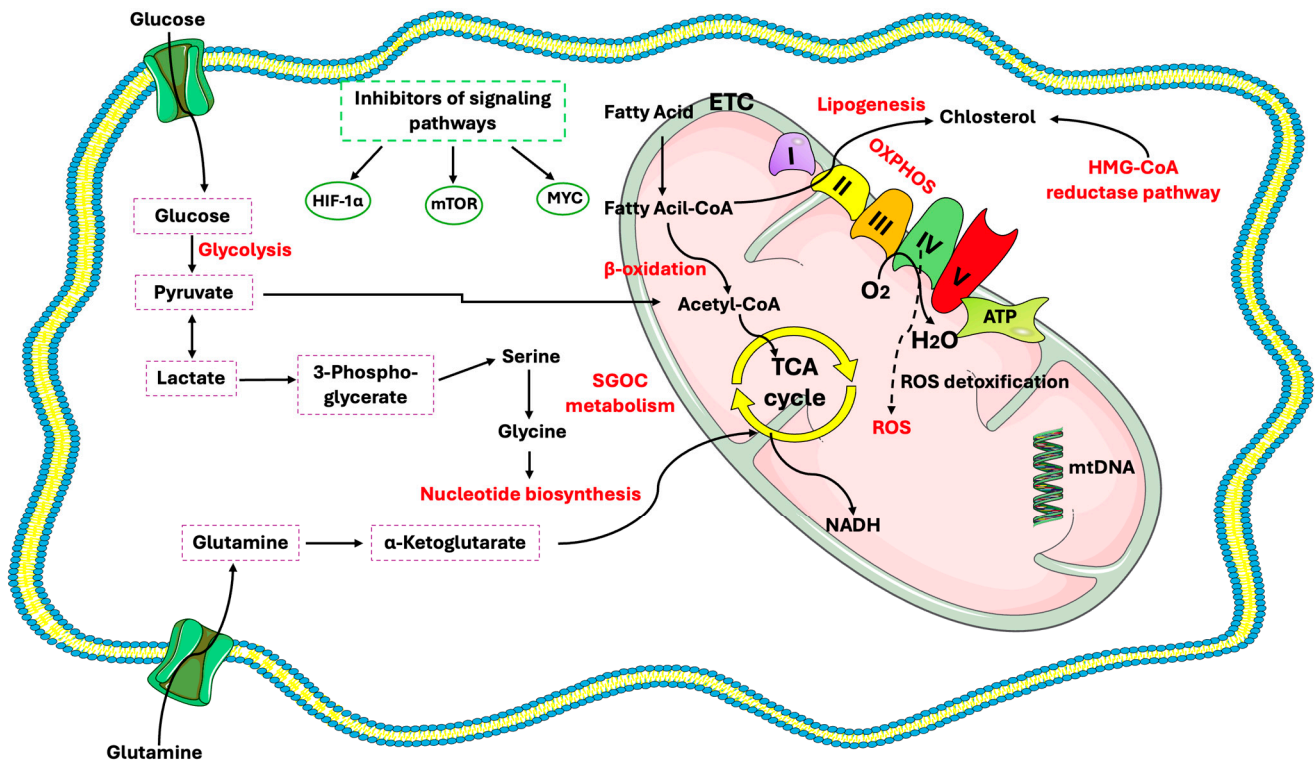 Glucose
Inhibitors of signaling
pathways
HIF-1α
mTOR
MYC
Glucose
Glycolysis
Pyruvate
Lactate
3-Phospho-
glycerate
Serine
Glycine
Nucleotide biosynthesis
SGOC
metabolism
Glutamine
α-Ketoglutarate
Glutamine
Fatty Acid
ETC
Lipogenesis
Chlosterol
HMG-CoA
reductase pathway
OXPHOS
I
II
III
IV
V
Fatty Acil-CoA
β-oxidation
Acetyl-CoA
O2
H2O
ATP
TCA
cycle
ROS detoxification
ROS
mtDNA
NADH